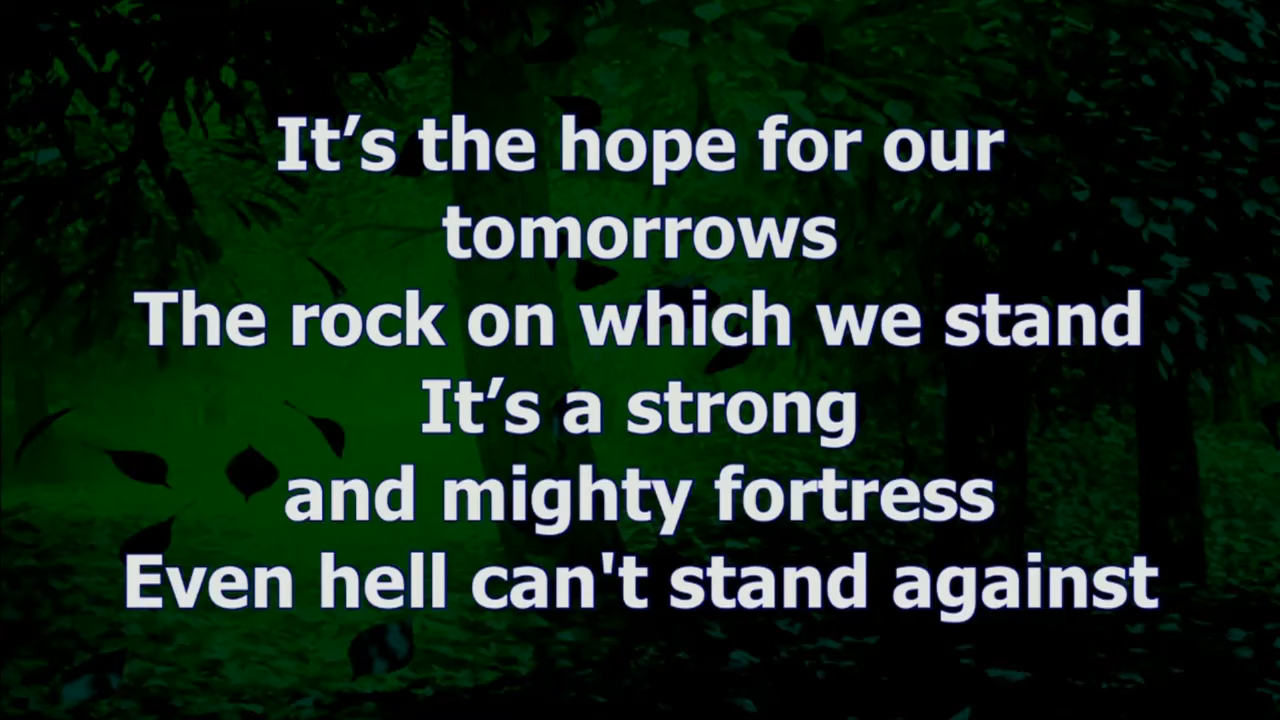 It’s the hope for our
tomorrows
The rock on which we stand
It’s a strong
and mighty fortress
Even hell can't stand against